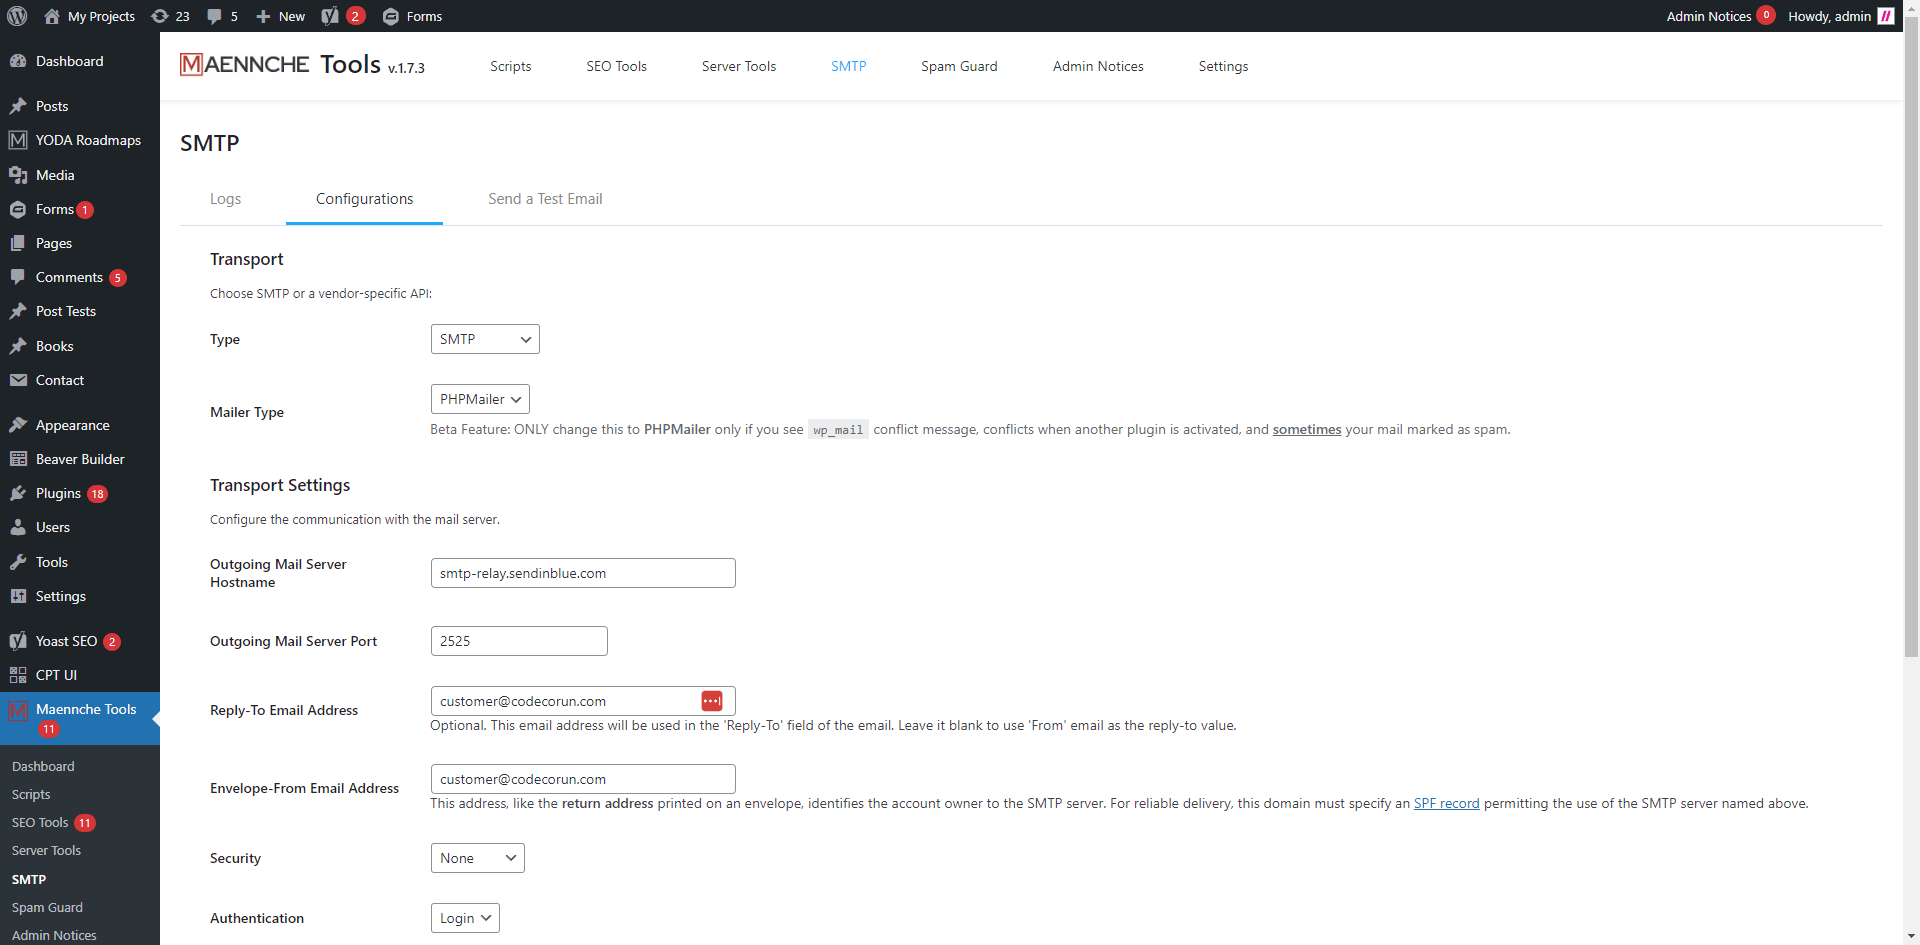 My Projects 23 5 New 2 Forms Admin Notices 0 Howdy, admin
Dashboard
Posts
YODA Roadmaps
Media
Forms 1
Pages
Comments 5
Post Tests
Books
Contact
Appearance
Beaver Builder
Plugins 18
Users
Tools
Settings
Yoast SEO 2
CPT UI
Maennche Tools
11
Dashboard
Scripts
SEO Tools 11
Server Tools
SMTP
Spam Guard
Admin Notices
MAENNCHE Tools v.1.7.3 Scripts SEO Tools Server Tools SMTP Spam Guard Admin Notices Settings
SMTP
Logs Configurations Send a Test Email
Transport
Choose SMTP or a vendor-specific API:
Type SMTP
Mailer Type PHPMailer
Beta Feature: ONLY change this to PHPMailer only if you see wp_mail conflict message, conflicts when another plugin is activated, and sometimes your mail marked as spam.
Transport Settings
Configure the communication with the mail server.
Outgoing Mail Server
Hostname smtp-relay.sendinblue.com
Outgoing Mail Server Port 2525
Reply-To Email Address customer@codecorun.com
Optional. This email address will be used in the 'Reply-To' field of the email. Leave it blank to use 'From' email as the reply-to value.
Envelope-From Email Address customer@codecorun.com
This address, like the return address printed on an envelope, identifies the account owner to the SMTP server. For reliable delivery, this domain must specify an SPF record permitting the use of the SMTP server named above.
Security None
Authentication Login